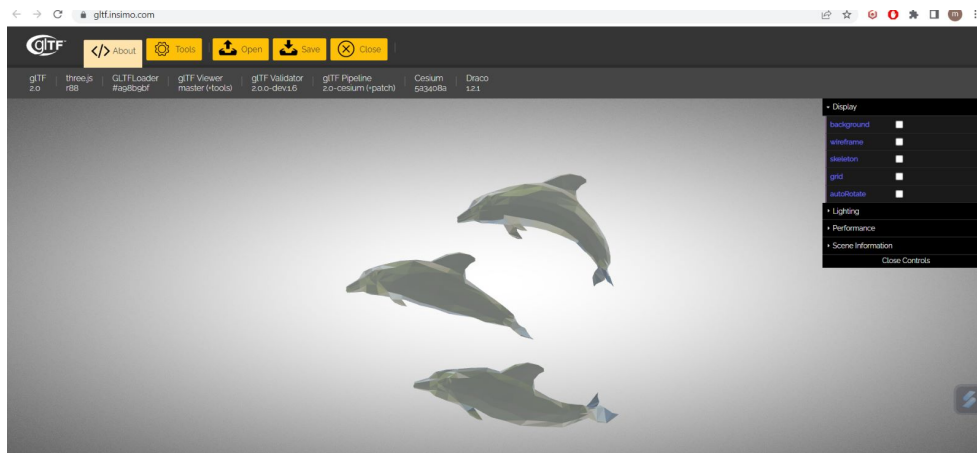 gltf.insimo.com
m
glTF
About
Tools
Open
Save
Close
glTF three.js GLTFLoader glTF Viewer glTF Validator glTF Pipeline Cesium Draco
2.0 r88 #a98b9bf master (+tools) 2.0.0-dev.1.6 2.0-cesium (+patch) 5a3408a 1.2.1
Display
background
wireframe
skeleton
grid
autoRotate
Lighting
Performance
Scene Information
Close Controls